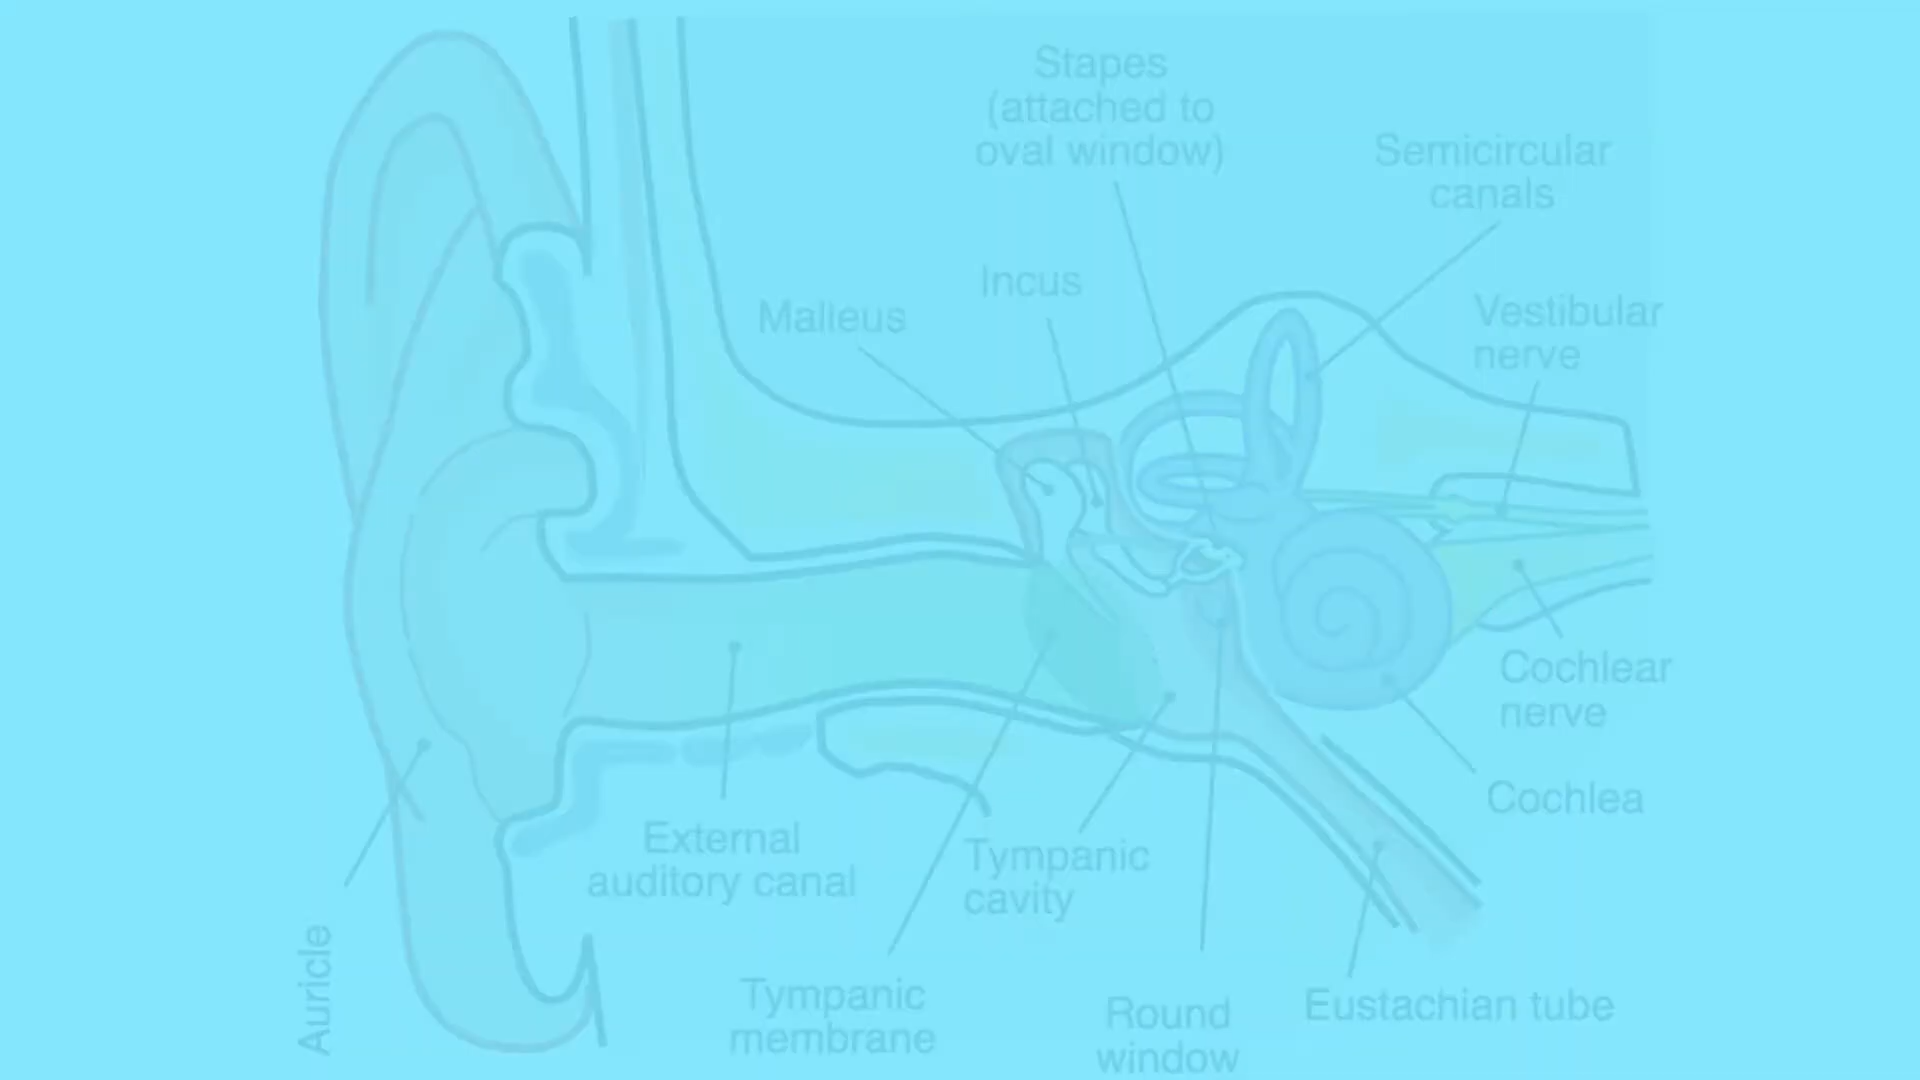 Stapes
(attached to
oval window)
Semicircular
canals
Incus
Malleus
Vestibular
nerve
Cochlear
nerve
Cochlea
External
auditory canal
Tympanic
cavity
Auricle
Tympanic
membrane
Round
window
Eustachian tube